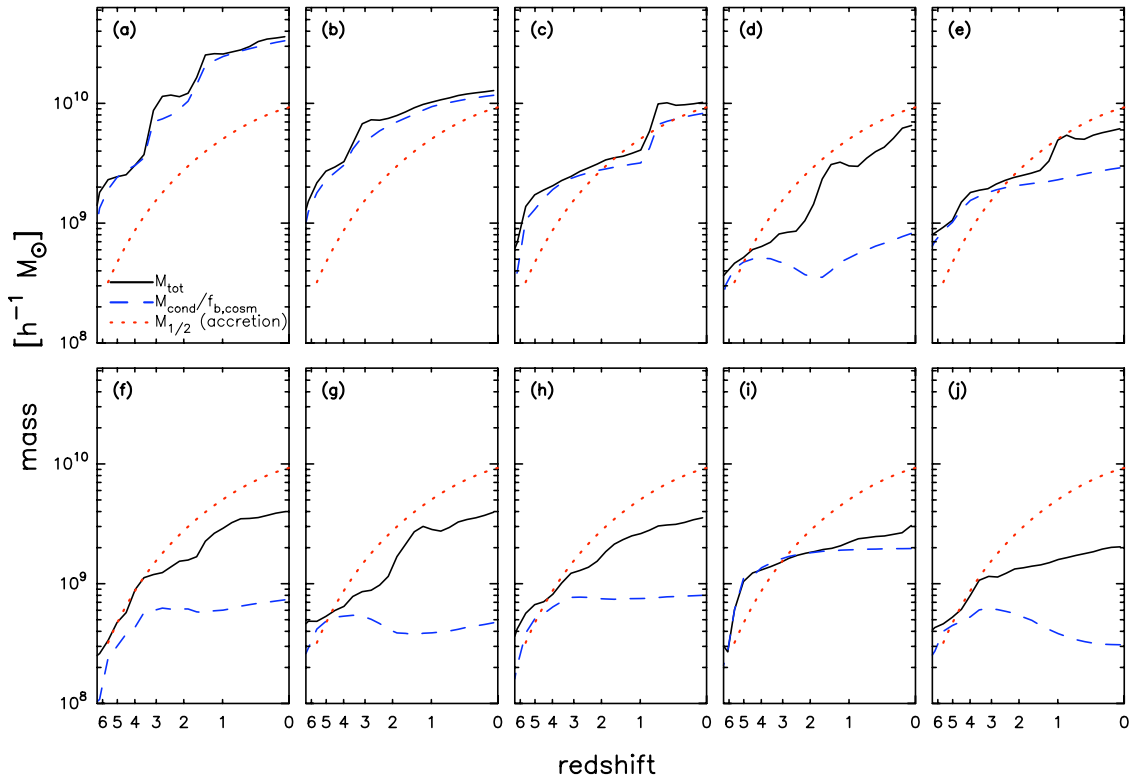 (a) (b) (c) (d) (e)
10^10
10^9
10^8
M_tot
M_cond/f_b,cosm
M_1/2 (accretion)
(f) (g) (h) (i) (j)
10^10
10^9
10^8
6 5 4 3 2 1 0 6 5 4 3 2 1 0 6 5 4 3 2 1 0 6 5 4 3 2 1 0 6 5 4 3 2 1 0
mass [h^-1 M_⊙]
redshift